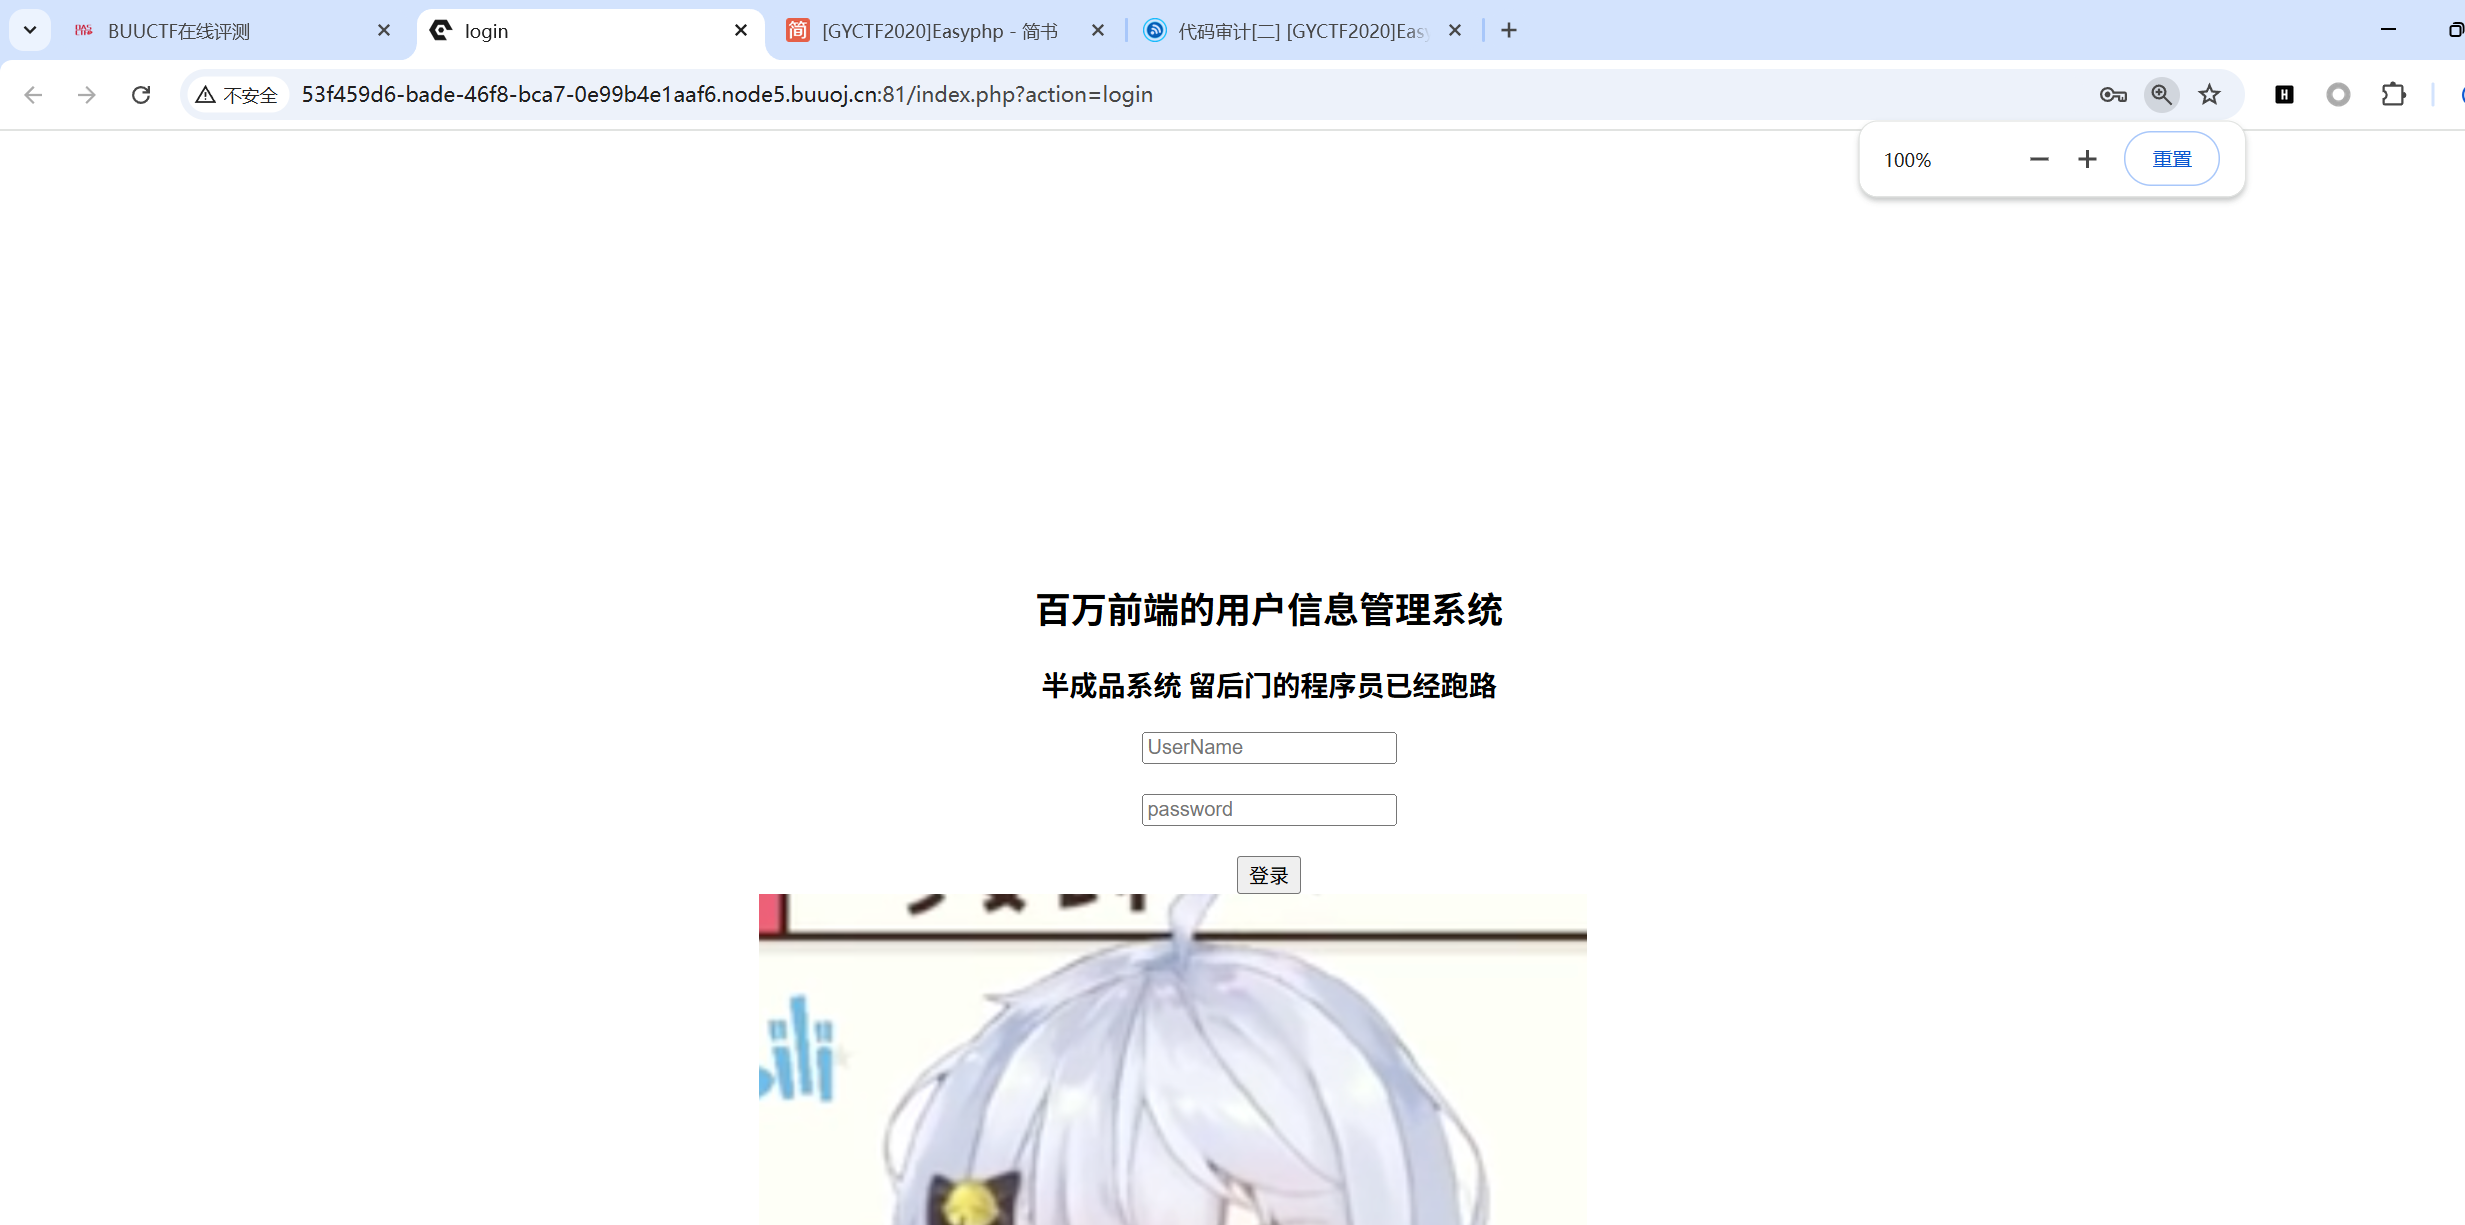 BUUCTF在线评测
login
[GYCTF2020]Easyphp - 简书
代码审计[二] [GYCTF2020]Eas
不安全
53f459d6-bade-46f8-bca7-0e99b4e1aaf6.node5.buuoj.cn:81/index.php?action=login
100%
重置
百万前端的用户信息管理系统
半成品系统 留后门的程序员已经跑路
UserName
password
登录